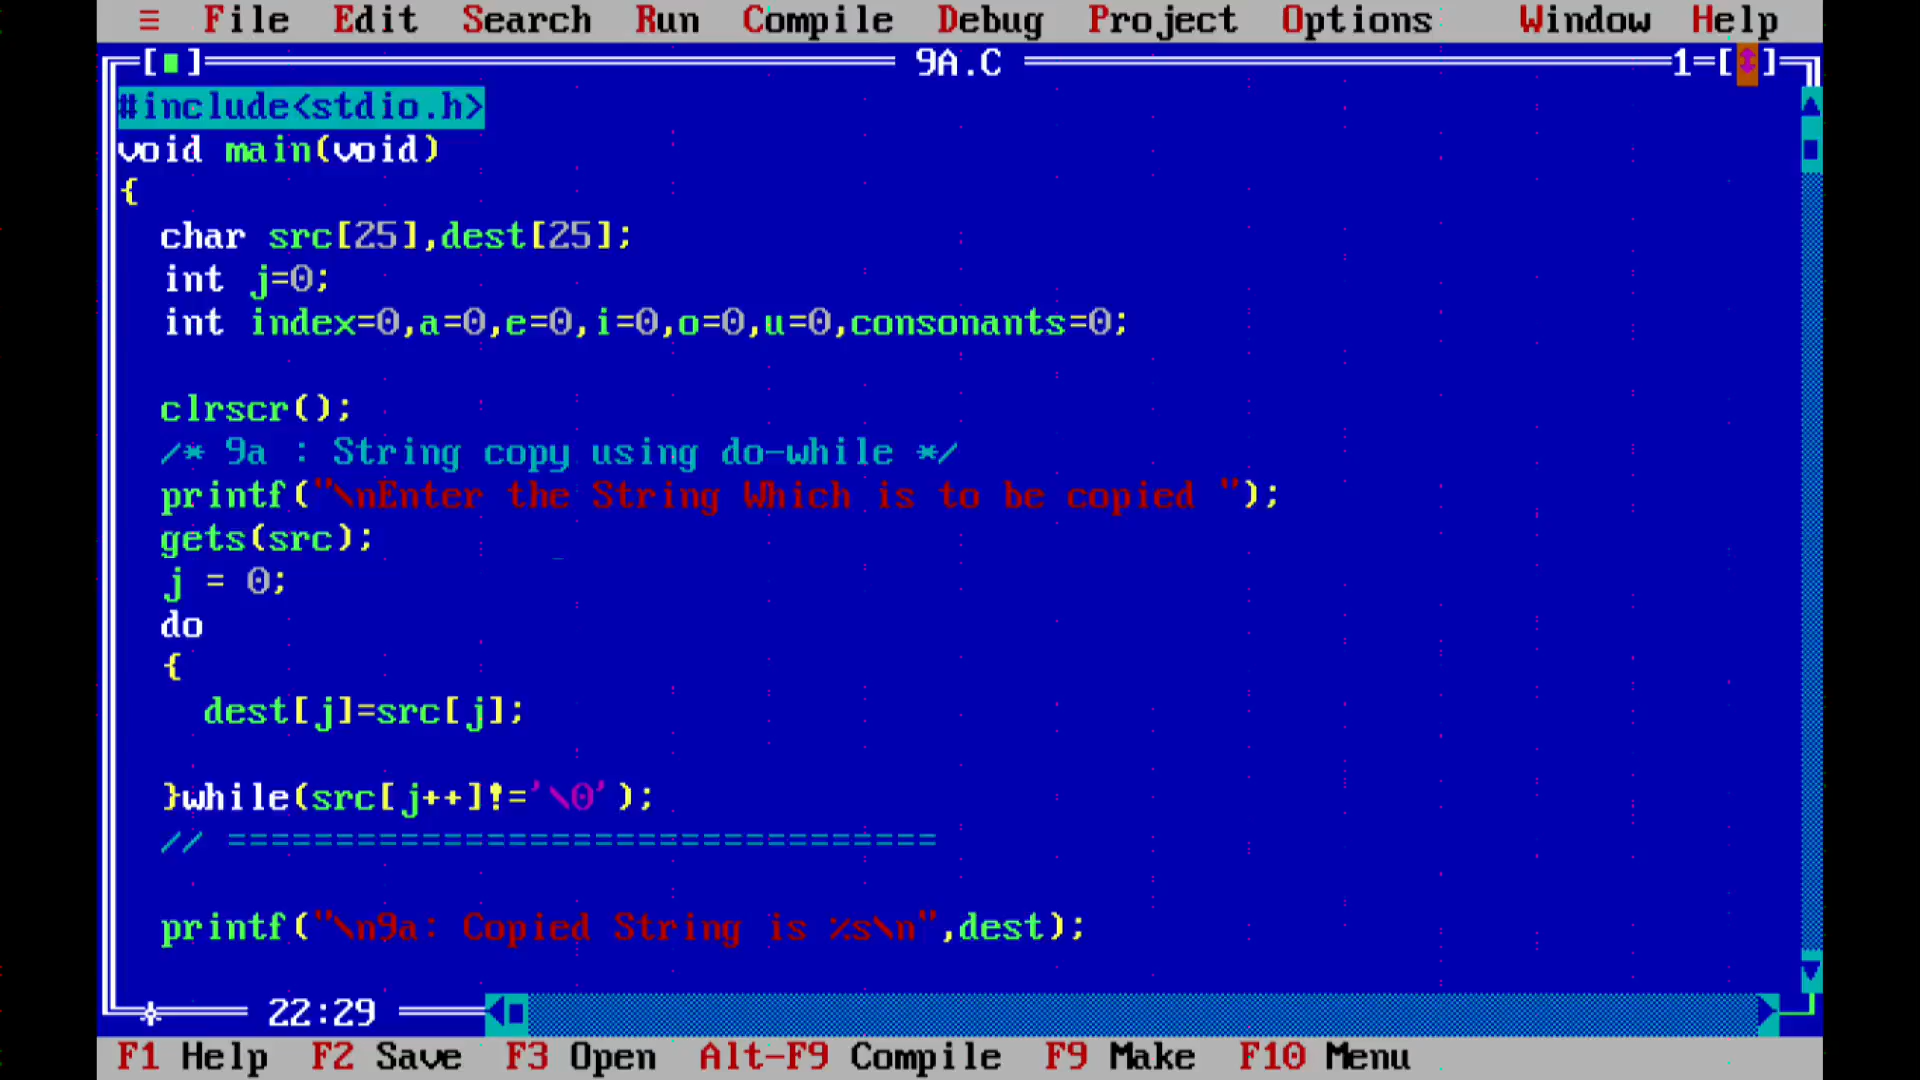 ≡ File Edit Search Run Compile Debug Project Options Window Help
[■] 9A.C 1=[↕]
#include<stdio.h>
void main(void)
{
char src[25],dest[25];
int j=0;
int index=0,a=0,e=0,i=0,o=0,u=0,consonants=0;
clrscr();
/* 9a : String copy using do-while */
printf("\nEnter the String Which is to be copied ");
gets(src);
j = 0;
do
{
dest[j]=src[j];
}while(src[j++]!='\0');
// =================================
printf("\n9a: Copied String is %s\n",dest);
22:29
F1 Help F2 Save F3 Open Alt-F9 Compile F9 Make F10 Menu